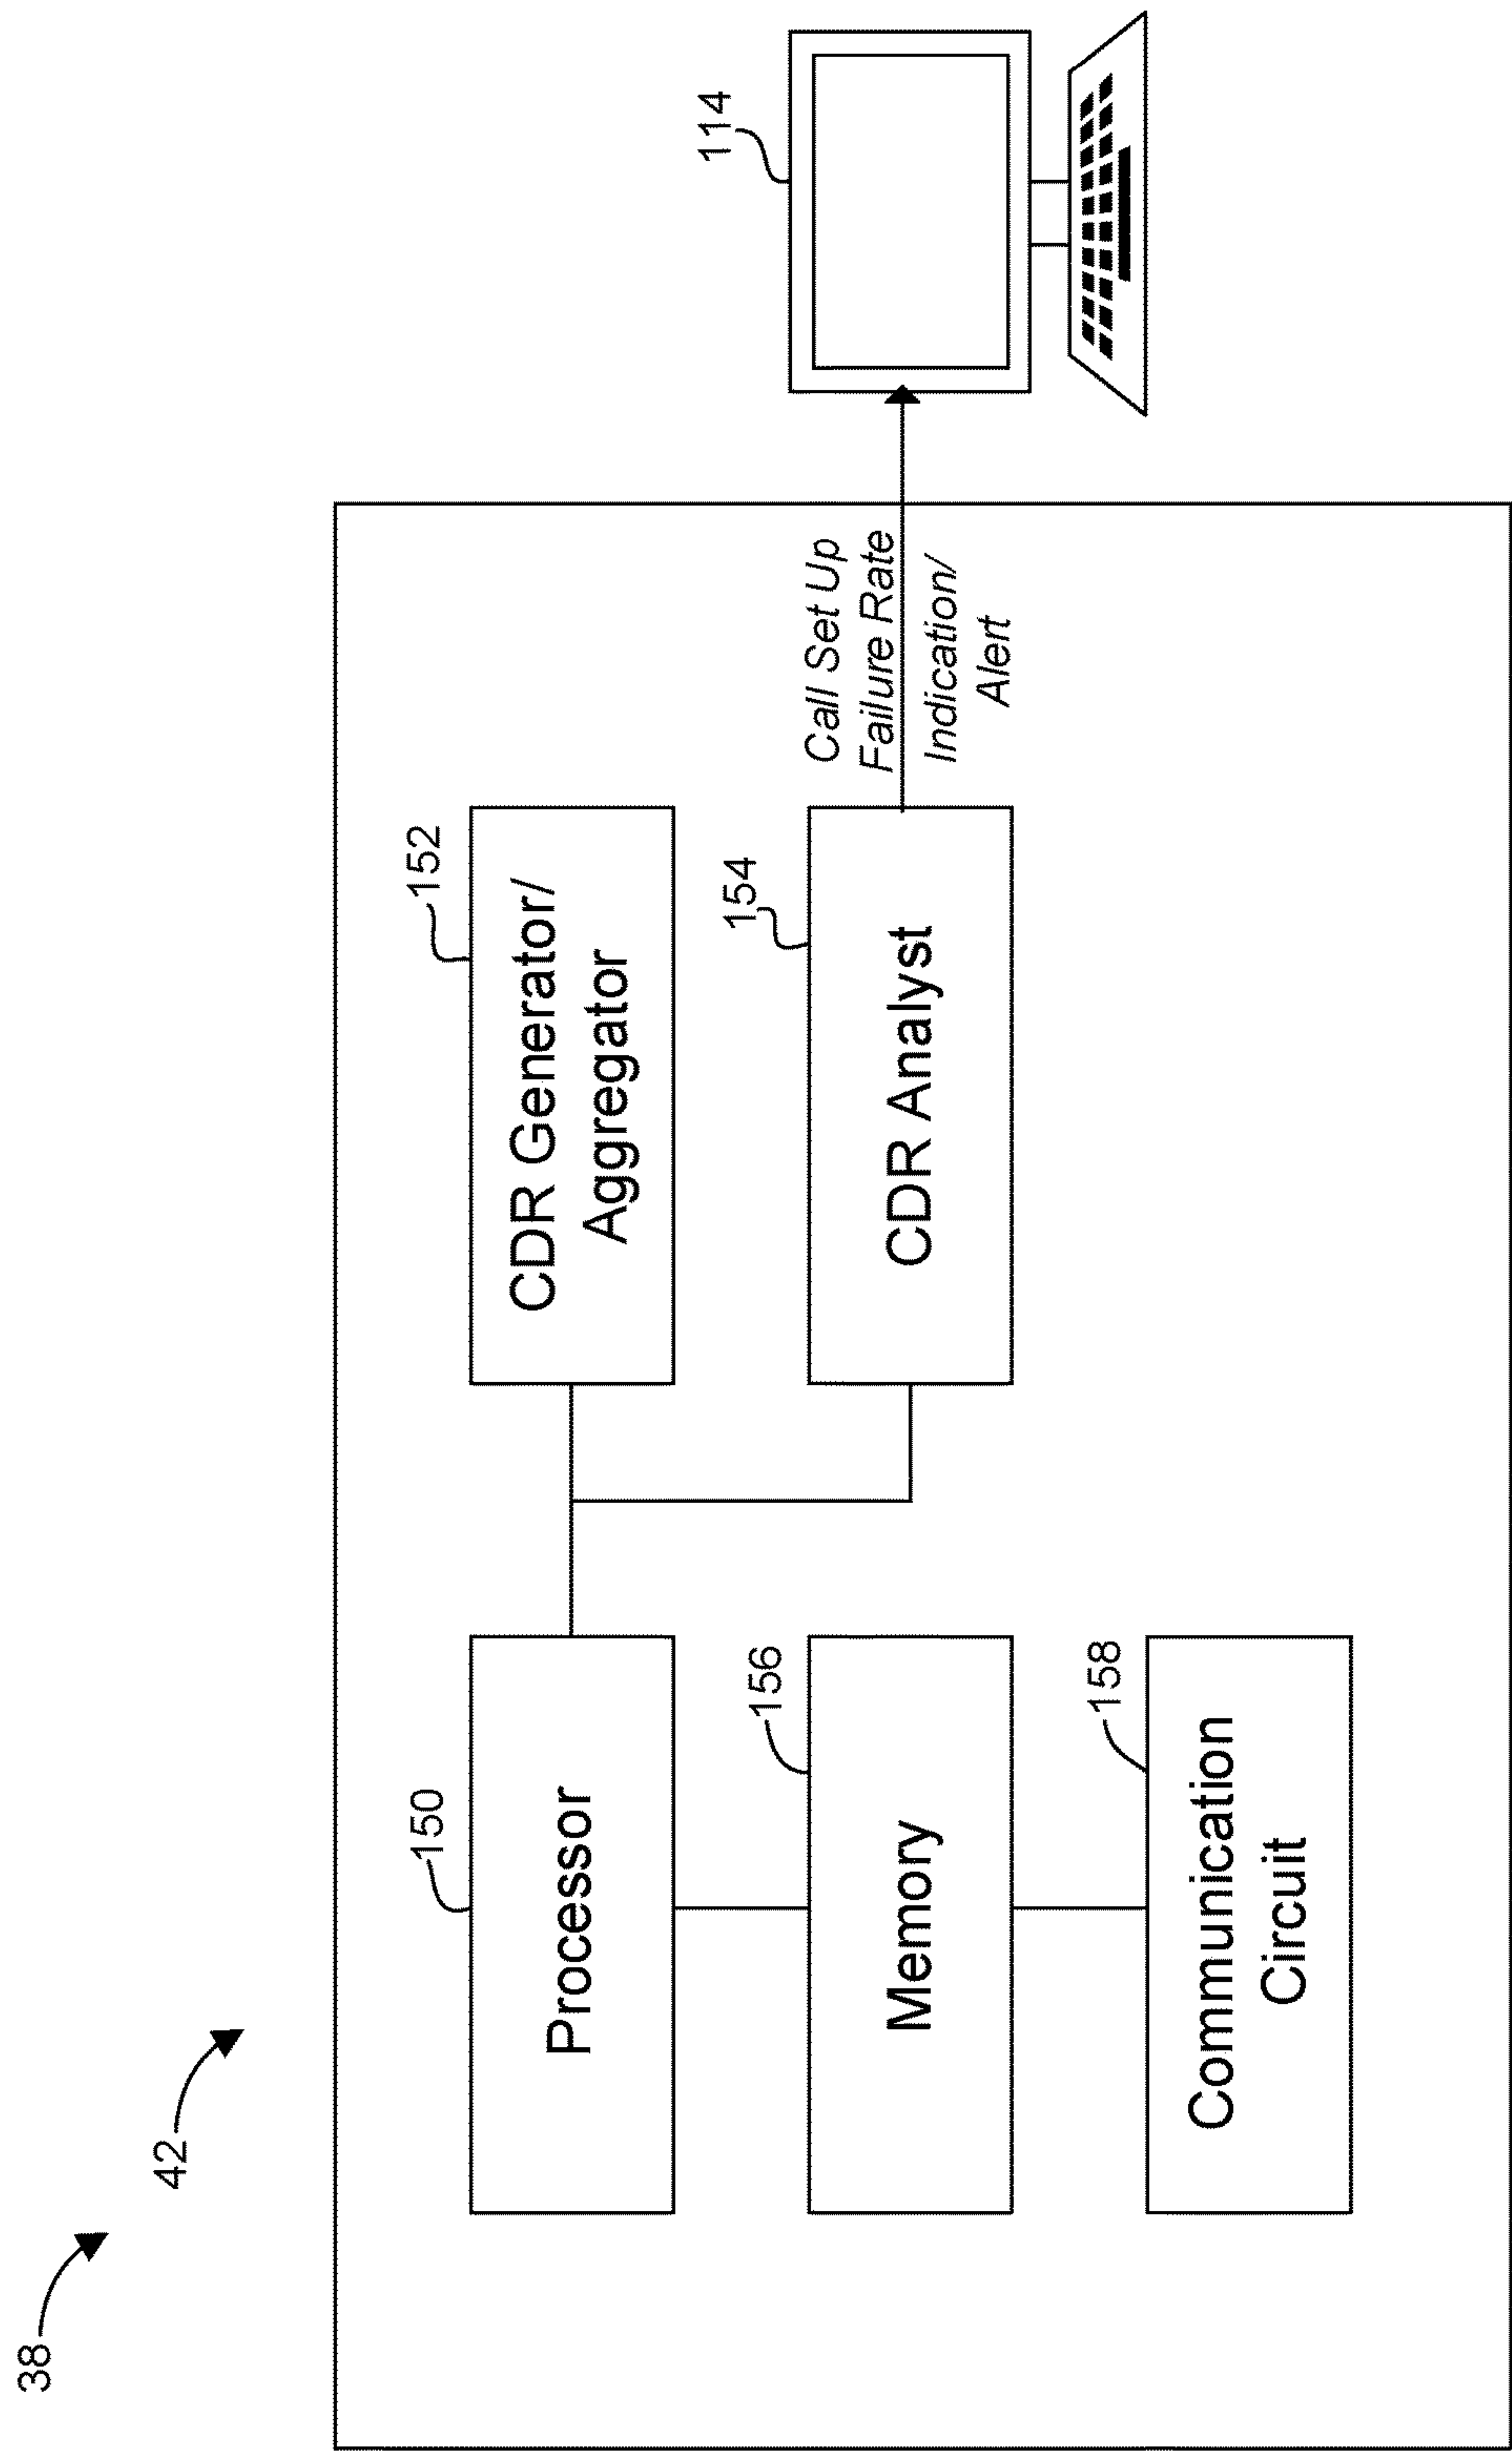 38
42
150
Processor
152
CDR Generator/
Aggregator
156
Memory
154
CDR Analyst
Call Set Up
Failure Rate
Indication/
Alert
114
158
Communication
Circuit